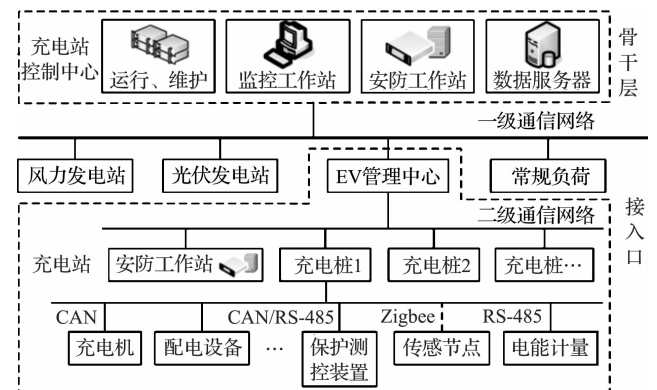 充电站
控制中心
运行、维护
监控工作站
安防工作站
数据服务器
骨干层
一级通信网络
风力发电站
光伏发电站
EV管理中心
常规负荷
接入口
二级通信网络
充电站
安防工作站
充电桩1
充电桩2
充电桩…
CAN
CAN/RS-485
Zigbee
RS-485
充电机
配电设备
…
保护测
控装置
传感节点
电能计量